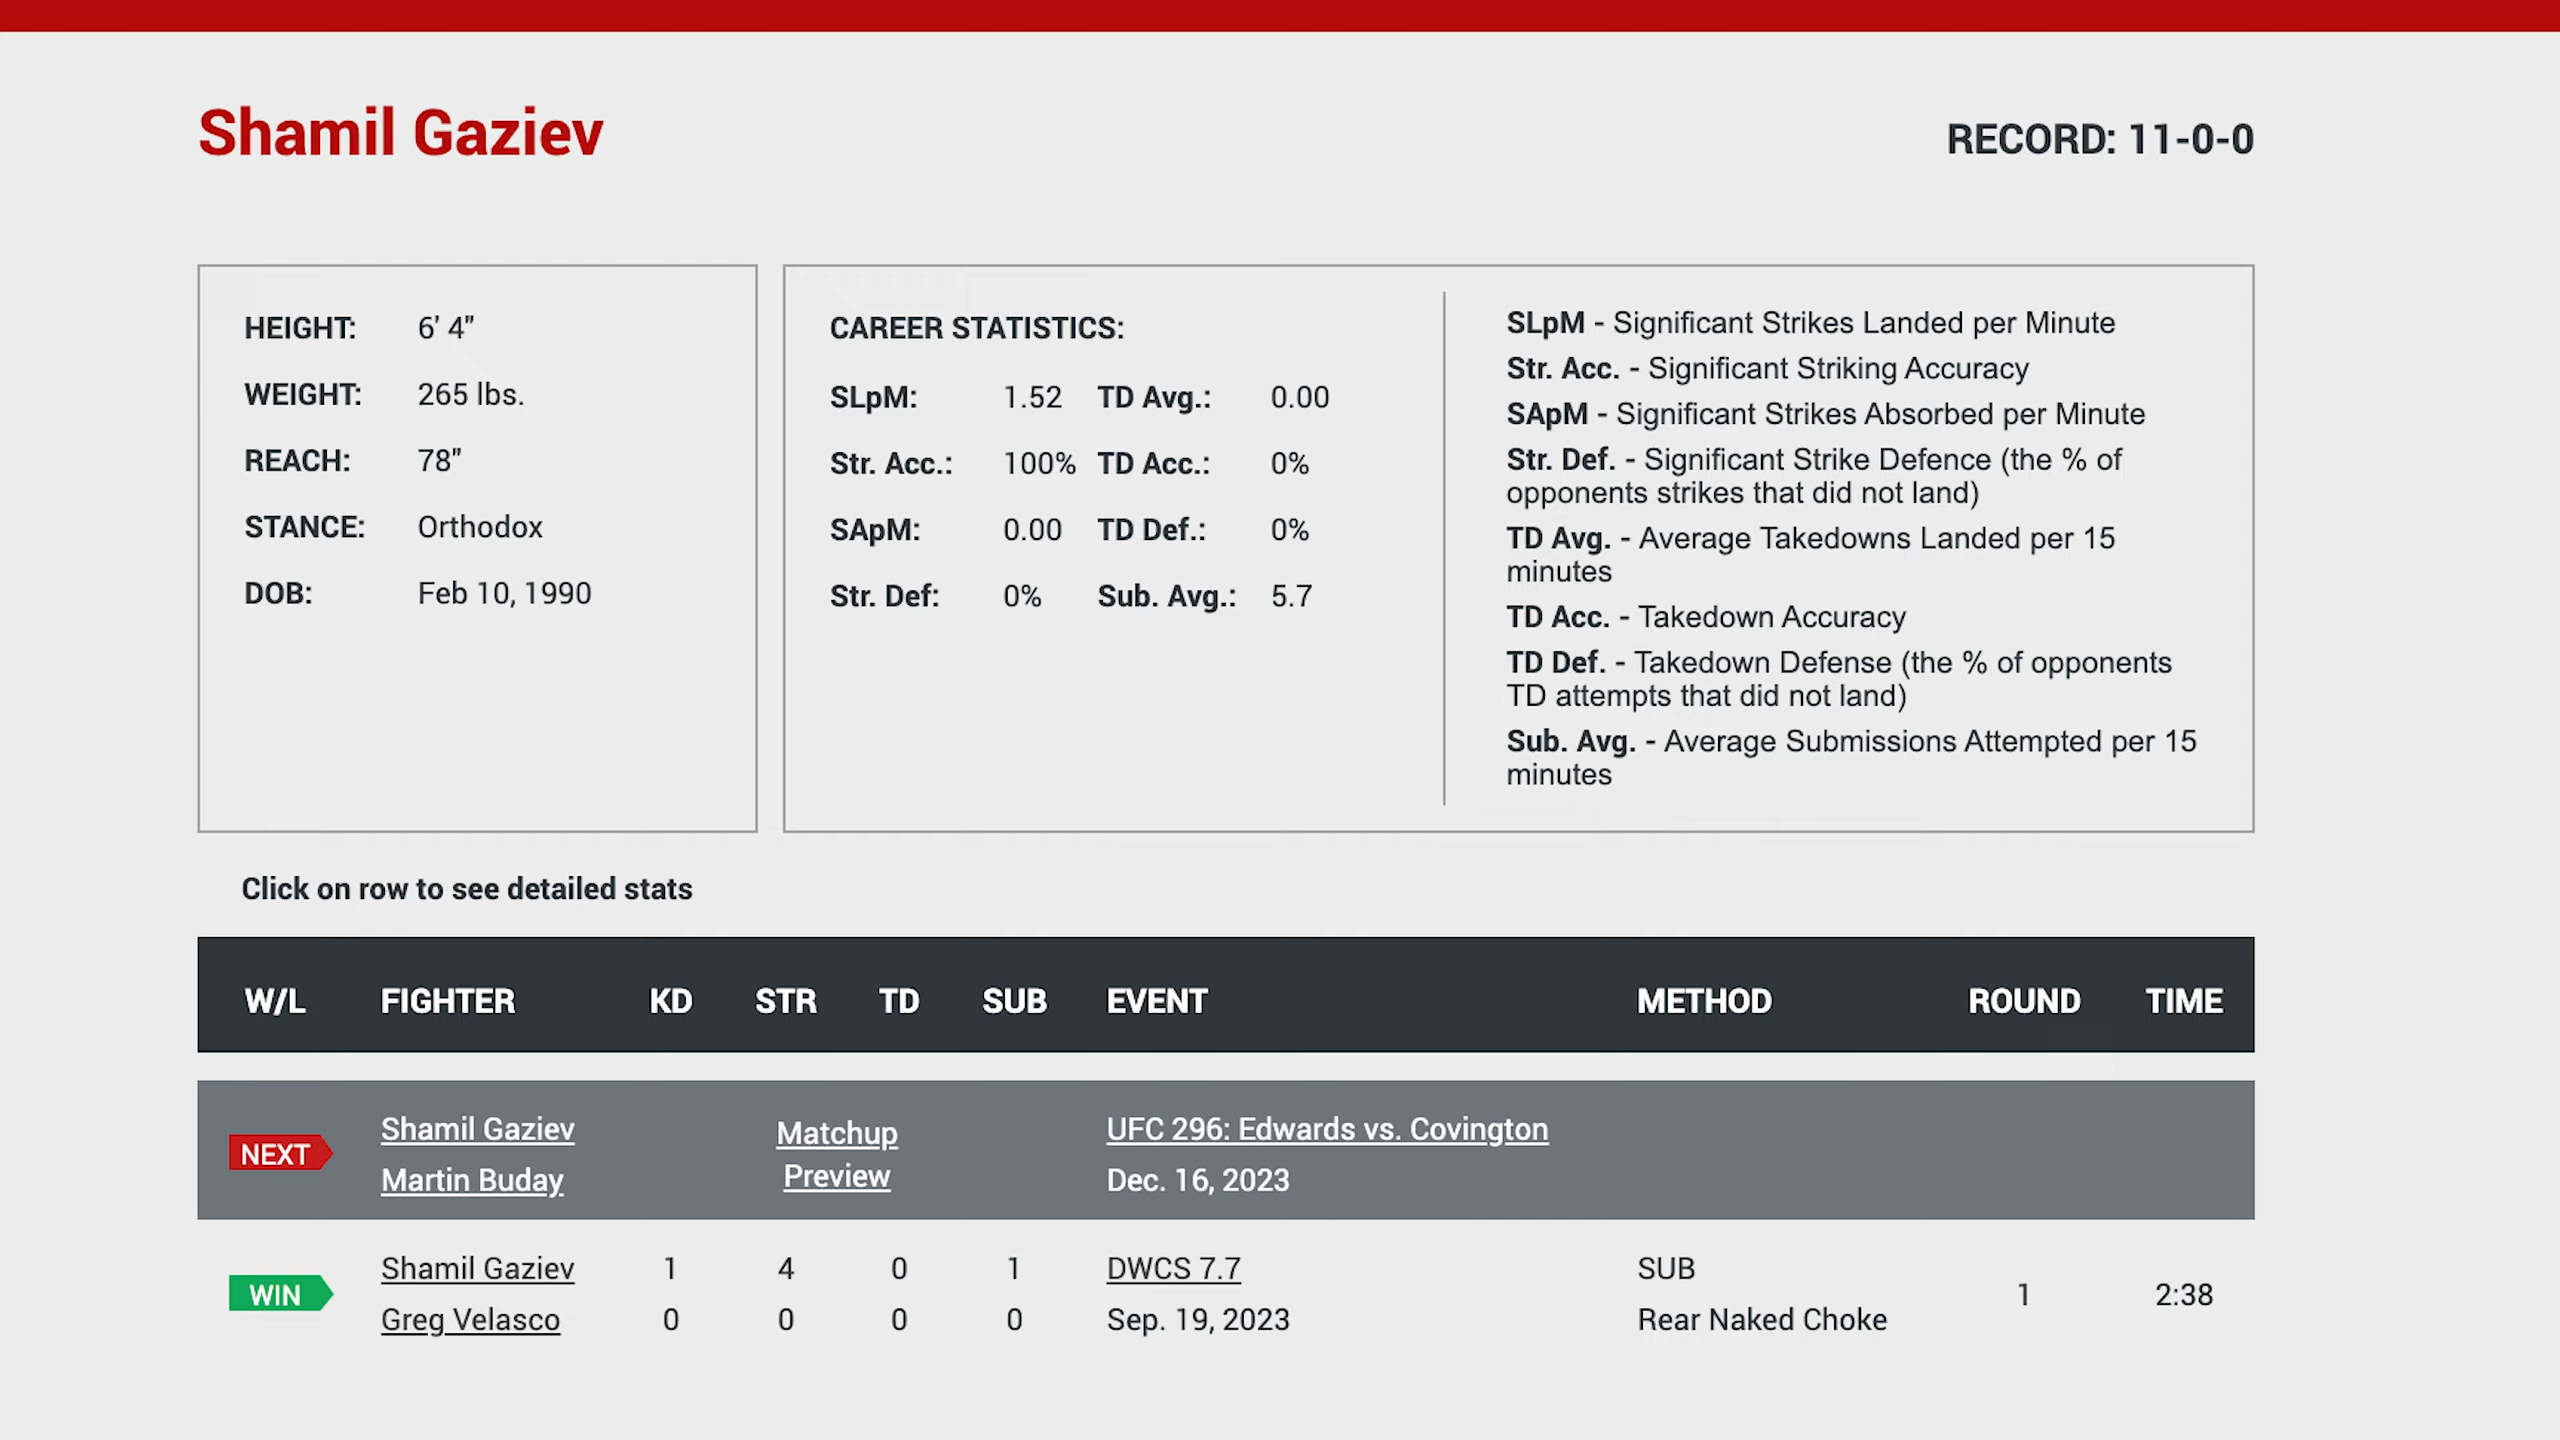 Shamil Gaziev
RECORD: 11-0-0
HEIGHT: 6' 4"
WEIGHT: 265 lbs.
REACH: 78"
STANCE: Orthodox
DOB: Feb 10, 1990
CAREER STATISTICS:
SLpM: 1.52 TD Avg.: 0.00
Str. Acc.: 100% TD Acc.: 0%
SApM: 0.00 TD Def.: 0%
Str. Def: 0% Sub. Avg.: 5.7
SLpM - Significant Strikes Landed per Minute
Str. Acc. - Significant Striking Accuracy
SApM - Significant Strikes Absorbed per Minute
Str. Def. - Significant Strike Defence (the % of
opponents strikes that did not land)
TD Avg. - Average Takedowns Landed per 15
minutes
TD Acc. - Takedown Accuracy
TD Def. - Takedown Defense (the % of opponents
TD attempts that did not land)
Sub. Avg. - Average Submissions Attempted per 15
minutes
Click on row to see detailed stats
W/L FIGHTER KD STR TD SUB EVENT METHOD ROUND TIME
NEXT
Shamil Gaziev
Martin Buday
Matchup
Preview
UFC 296: Edwards vs. Covington
Dec. 16, 2023
WIN
Shamil Gaziev 1 4 0 1 DWCS 7.7 SUB
Greg Velasco 0 0 0 0 Sep. 19, 2023 Rear Naked Choke
1 2:38